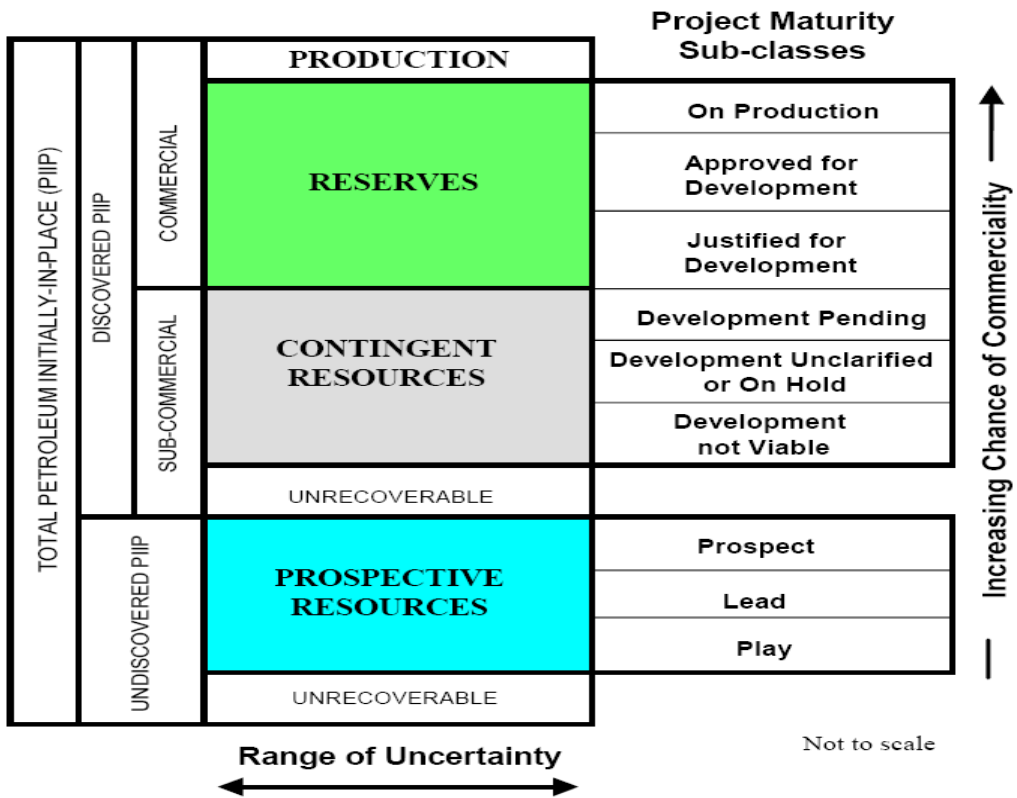 Project Maturity
Sub-classes
TOTAL PETROLEUM INITIALLY-IN-PLACE (PIIP)
DISCOVERED PIIP
COMMERCIAL
PRODUCTION
RESERVES
On Production
Approved for
Development
Justified for
Development
SUB-COMMERCIAL
CONTINGENT
RESOURCES
Development Pending
Development Unclarified
or On Hold
Development
not Viable
UNRECOVERABLE
UNDISCOVERED PIIP
PROSPECTIVE
RESOURCES
Prospect
Lead
Play
UNRECOVERABLE
Increasing Chance of Commerciality
Range of Uncertainty
Not to scale